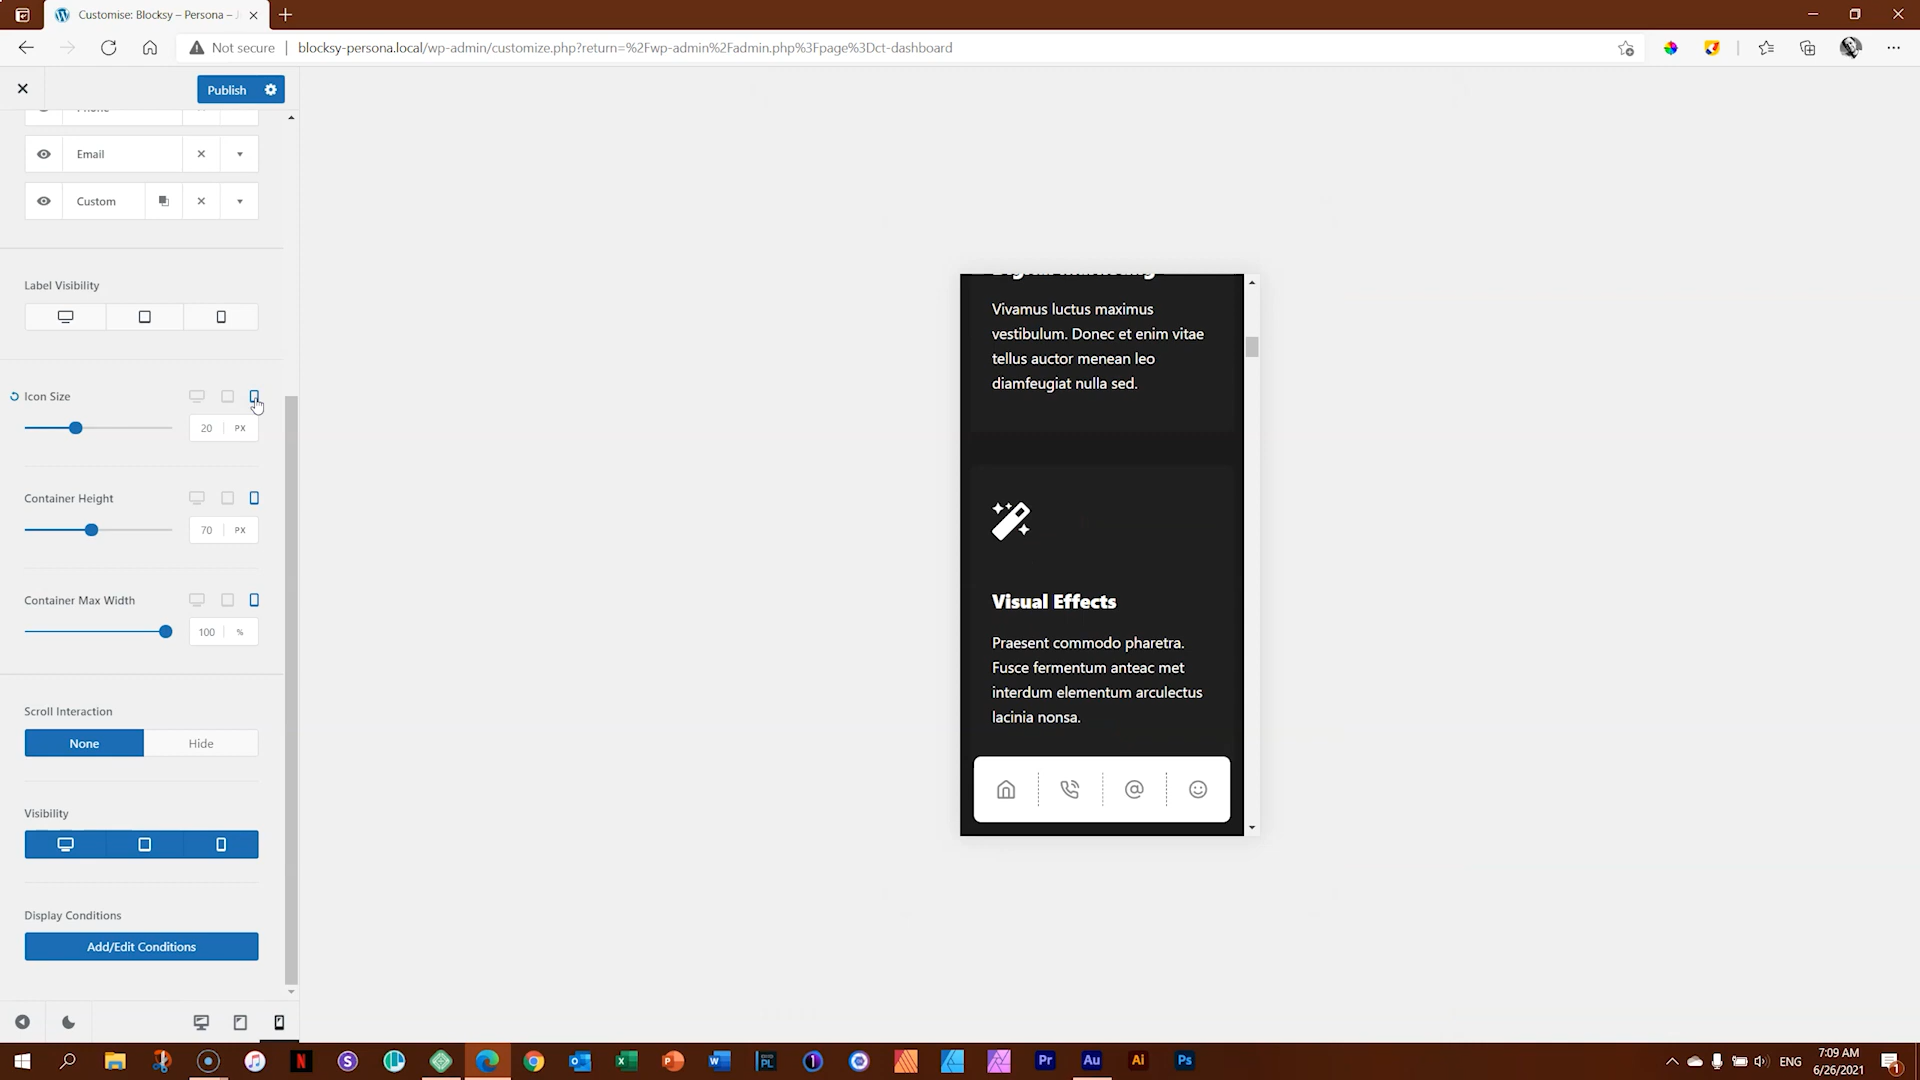 Customise: Blocksy – Persona –
Not secure
blocksy-persona.local/wp-admin/customize.php?return=%2Fwp-admin%2Fadmin.php%3Fpage%3Dct-dashboard
Publish
Email
Custom
Label Visibility
Icon Size
20 PX
Container Height
70 PX
Container Max Width
100 %
Scroll Interaction
None
Hide
Visibility
Display Conditions
Add/Edit Conditions
Vivamus luctus maximus
vestibulum. Donec et enim vitae
tellus auctor menean leo
diamfeugiat nulla sed.
Visual Effects
Praesent commodo pharetra.
Fusce fermentum anteac met
interdum elementum arculectus
lacinia nonsa.
ENG
7:09 AM
6/26/2021